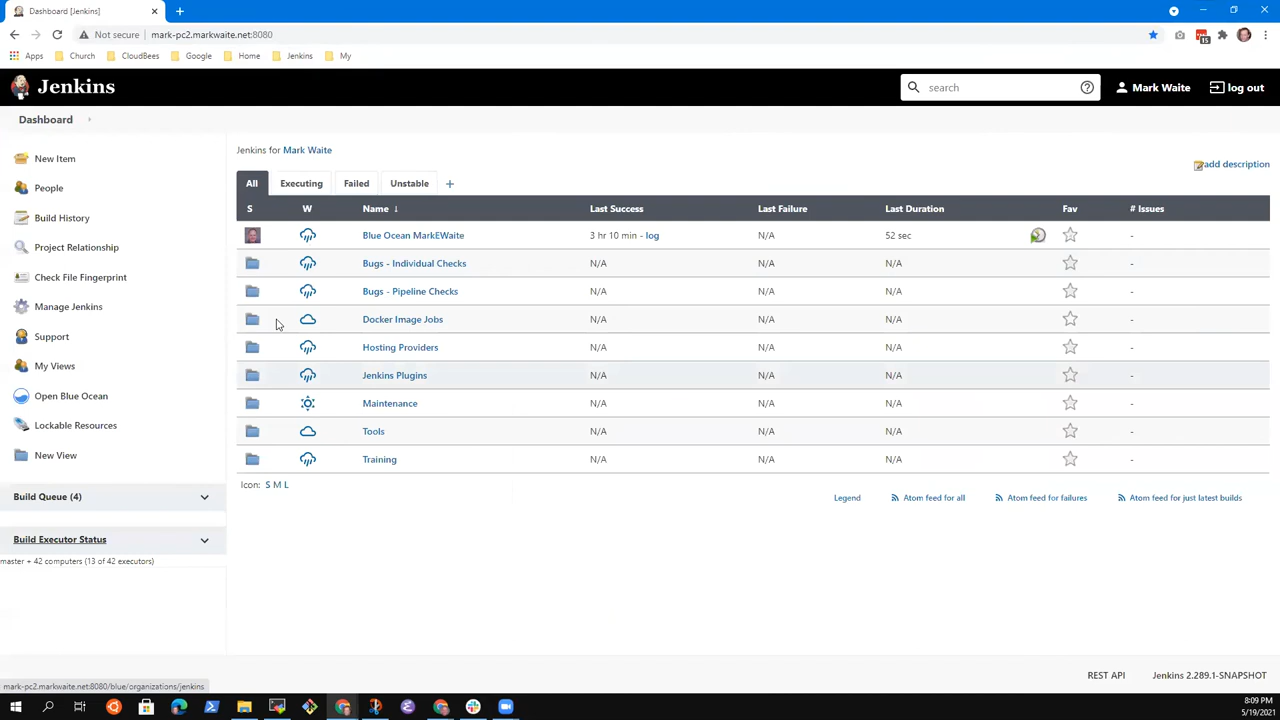 Dashboard [Jenkins]
Not secure | mark-pc2.markwaite.net:8080
15
Apps Church CloudBees Google Home Jenkins My
Jenkins
search
Mark Waite
log out
Dashboard
New Item
People
Build History
Project Relationship
Check File Fingerprint
Manage Jenkins
Support
My Views
Open Blue Ocean
Lockable Resources
New View
Build Queue (4)
Build Executor Status
master + 42 computers (13 of 42 executors)
Jenkins for Mark Waite
add description
All Executing Failed Unstable +
S W Name ↓ Last Success Last Failure Last Duration Fav # Issues
Blue Ocean MarkEWaite 3 hr 10 min - log N/A 52 sec -
Bugs - Individual Checks N/A N/A N/A -
Bugs - Pipeline Checks N/A N/A N/A -
Docker Image Jobs N/A N/A N/A -
Hosting Providers N/A N/A N/A -
Jenkins Plugins N/A N/A N/A -
Maintenance N/A N/A N/A -
Tools N/A N/A N/A -
Training N/A N/A N/A -
Icon: S M L
Legend Atom feed for all Atom feed for failures Atom feed for just latest builds
REST API Jenkins 2.289.1-SNAPSHOT
mark-pc2.markwaite.net:8080/blue/organizations/jenkins
8:09 PM
5/19/2021